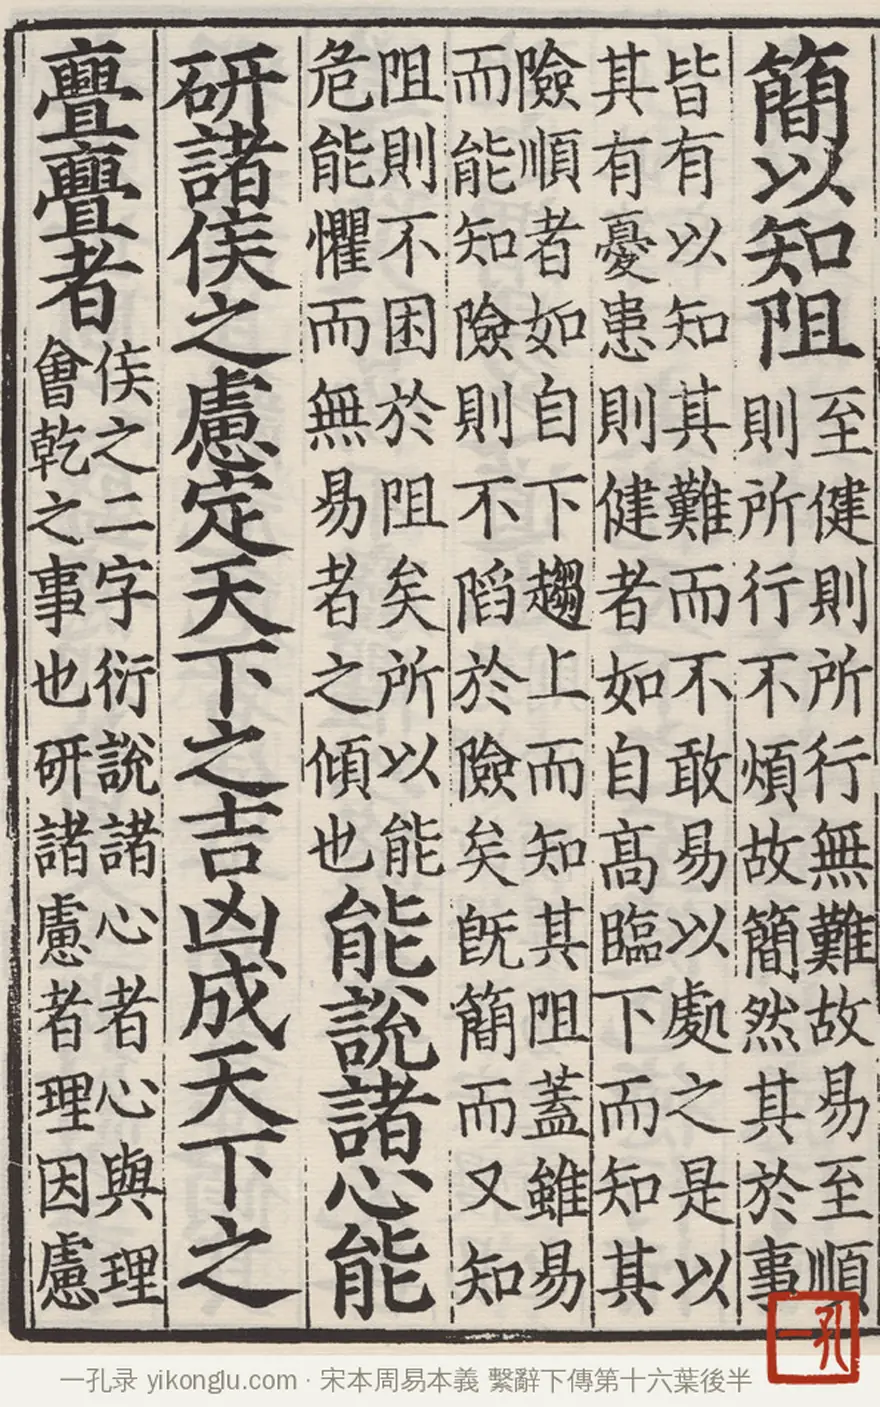 簡以知阻
至健則所行無難故易至順
則所行不煩故簡然其於事
皆有以知其難而不敢易以處之是以
其有憂患則健者如自髙臨下而知其
險順者如自下趨上而知其阻蓋雖易
而能知險則不陷於險矣既簡而又知
阻則不困於阻矣所以能
危能懼而無易者之傾也
能說諸心能
研諸侯之慮定天下之吉凶成天下之
亹亹者
侯之二字衍說諸心者心與理
會乾之事也研諸慮者理因慮
一孔
一孔录 yikonglu.com · 宋本周易本義 繫辭下傳第十六葉後半